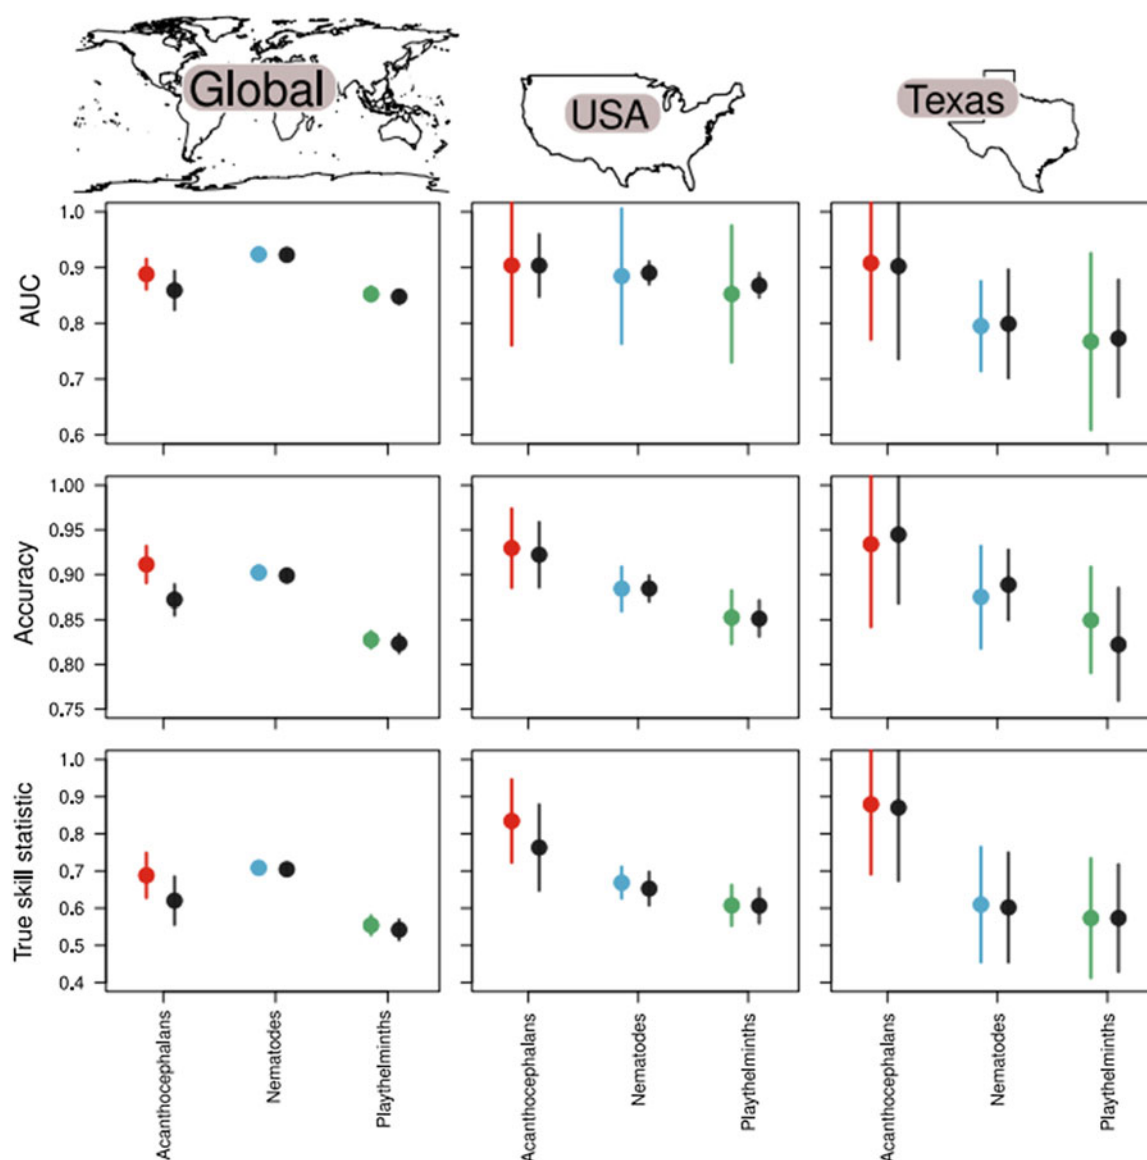 Global
USA
Texas
AUC
1.0
0.9
0.8
0.7
0.6
Accuracy
1.00
0.95
0.90
0.85
0.80
0.75
True skill statistic
1.0
0.9
0.8
0.7
0.6
0.5
0.4
Acanthocephalans
Nematodes
Playthelminths
Acanthocephalans
Nematodes
Playthelminths
Acanthocephalans
Nematodes
Playthelminths